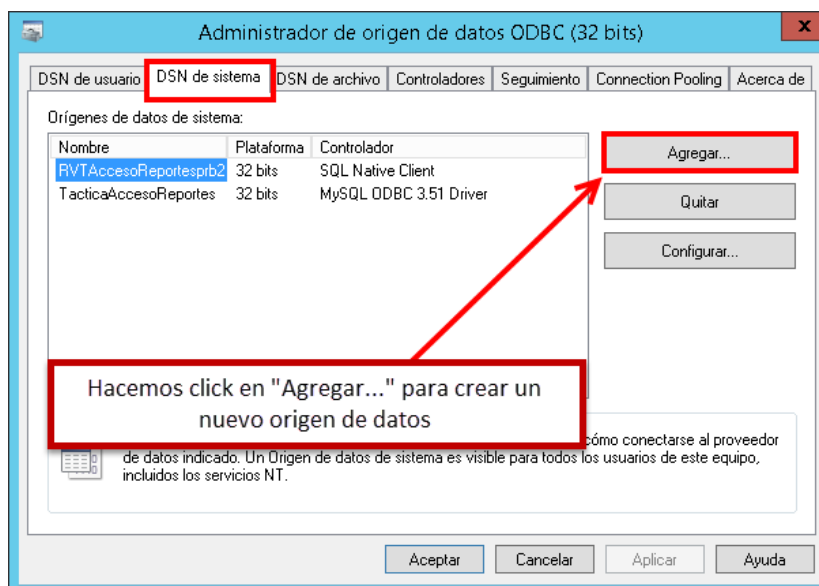 Administrador de origen de datos ODBC (32 bits)
x
DSN de usuario DSN de sistema DSN de archivo Controladores Seguimiento Connection Pooling Acerca de
Orígenes de datos de sistema:
Nombre Plataforma Controlador
RVTAccesoReportesprb2 32 bits SQL Native Client
TacticaAccesoReportes 32 bits MySQL ODBC 3.51 Driver
Agregar...
Quitar
Configurar...
Hacemos click en "Agregar..." para crear un
nuevo origen de datos
cómo conectarse al proveedor
de datos indicado. Un Origen de datos de sistema es visible para todos los usuarios de este equipo,
incluidos los servicios NT.
Aceptar Cancelar Aplicar Ayuda